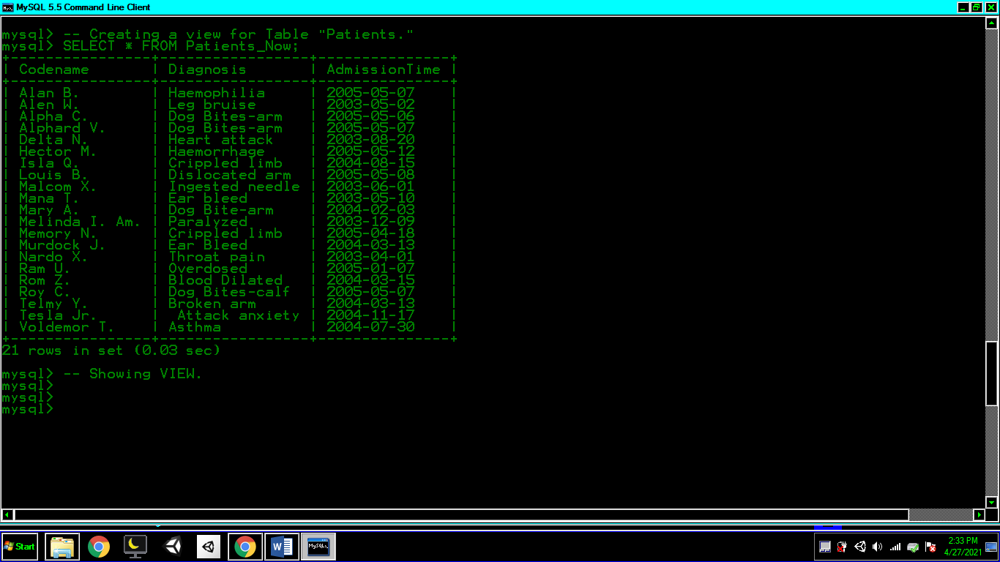 MySQL 5.5 Command Line Client
mysql> -- Creating a view for Table "Patients."
mysql> SELECT * FROM Patients_Now;
+-----------------+-----------------+---------------+
| Codename | Diagnosis | AdmissionTime |
+-----------------+-----------------+---------------+
| Alan B. | Haemophilia | 2005-05-07 |
| Alen W. | Leg bruise | 2003-05-02 |
| Alpha C. | Dog Bites-arm | 2005-05-06 |
| Alphard V. | Dog Bites-arm | 2005-05-07 |
| Delta N. | Heart attack | 2003-08-20 |
| Hector M. | Haemorrhage | 2005-05-12 |
| Isla Q. | Crippled limb | 2004-08-15 |
| Louis B. | Dislocated arm | 2005-05-08 |
| Malcom X. | Ingested needle | 2003-06-01 |
| Mana T. | Ear bleed | 2003-05-10 |
| Mary A. | Dog Bite-arm | 2004-02-03 |
| Melinda I. Am. | Paralyzed | 2003-12-09 |
| Memory N. | Crippled limb | 2005-04-18 |
| Murdock J. | Ear Bleed | 2004-03-13 |
| Nardo X. | Throat pain | 2003-04-01 |
| Ram U. | Overdosed | 2005-01-07 |
| Rom Z. | Blood Dilated | 2004-03-15 |
| Roy C. | Dog Bites-calf | 2005-05-07 |
| Telmy Y. | Broken arm | 2004-03-13 |
| Tesla Jr. | Attack anxiety | 2004-11-17 |
| Voldemor T. | Asthma | 2004-07-30 |
+-----------------+-----------------+---------------+
21 rows in set (0.03 sec)
mysql> -- Showing VIEW.
mysql>
mysql>
mysql>
Start
MySQL
2:33 PM
4/27/2021